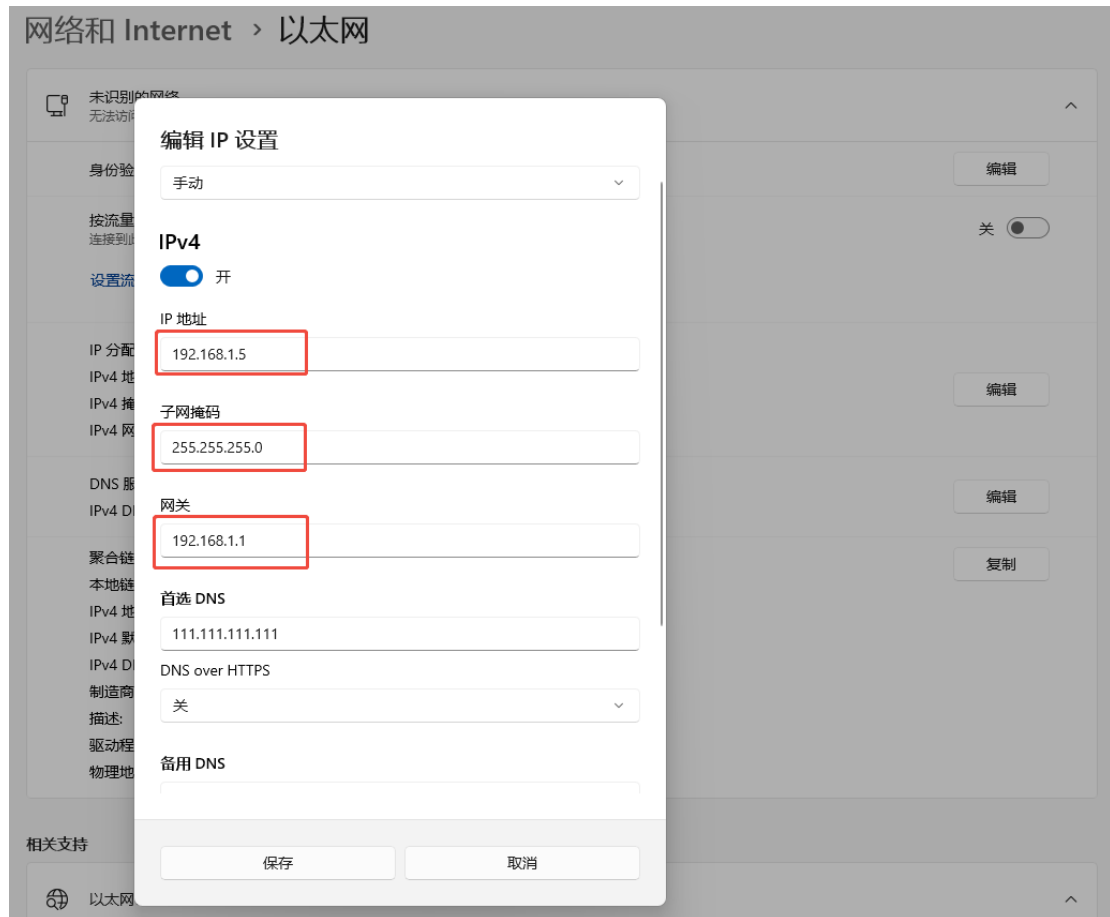 网络和 Internet › 以太网
未识别的网络
无法访问
编辑 IP 设置
身份验
编辑
手动
按流量
连接到此
关
IPv4
开
设置流
IP 地址
192.168.1.5
IP 分配
IPv4 地
IPv4 掩
IPv4 网
编辑
子网掩码
255.255.255.0
DNS 服
IPv4 D
编辑
网关
192.168.1.1
聚合链
本地链
IPv4 地
IPv4 默
IPv4 D
制造商
描述:
驱动程
物理地
复制
首选 DNS
111.111.111.111
DNS over HTTPS
关
备用 DNS
保存
取消
相关支持
以太网